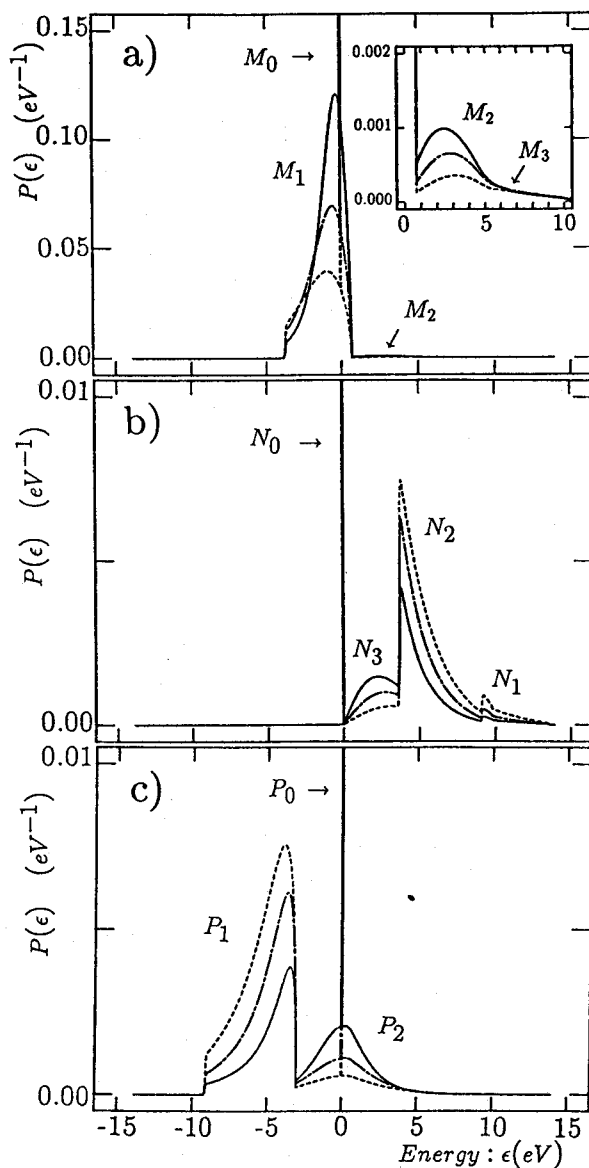 a)
P(ϵ) (eV⁻¹)
0.15
0.10
0.05
0.00
M₀ →
M₁
M₂
0.002
0.001
0.000
M₂
M₃
0 5 10
b)
P(ϵ) (eV⁻¹)
0.01
0.00
N₀ →
N₂
N₃
N₁
c)
P(ϵ) (eV⁻¹)
0.01
0.00
P₀ →
P₁
P₂
-15 -10 -5 0 5 10 15
Energy : ϵ(eV)